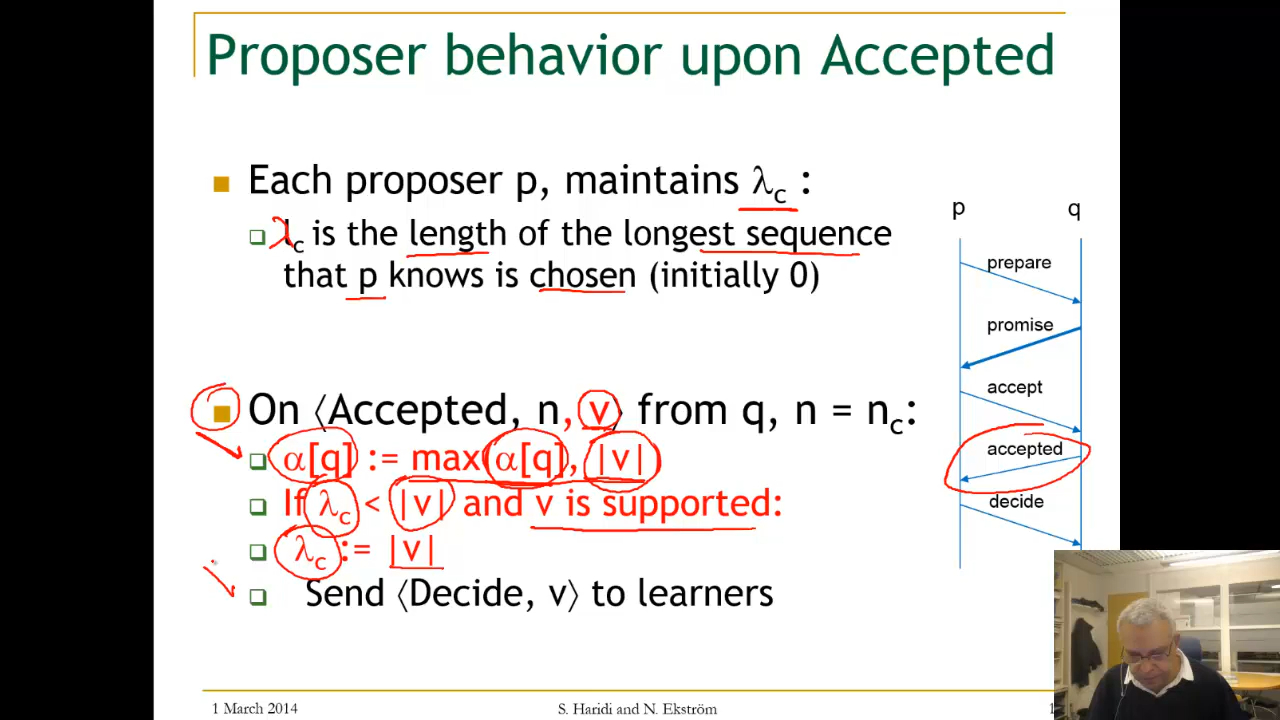 Proposer behavior upon Accepted
Each proposer p, maintains λc :
λc is the length of the longest sequence
that p knows is chosen (initially 0)
On ⟨Accepted, n, v⟩ from q, n = nc:
α[q] := max(α[q], |v|)
If λc < |v| and v is supported:
λc := |v|
Send ⟨Decide, v⟩ to learners
p q
prepare
promise
accept
accepted
decide
1 March 2014 S. Haridi and N. Ekström